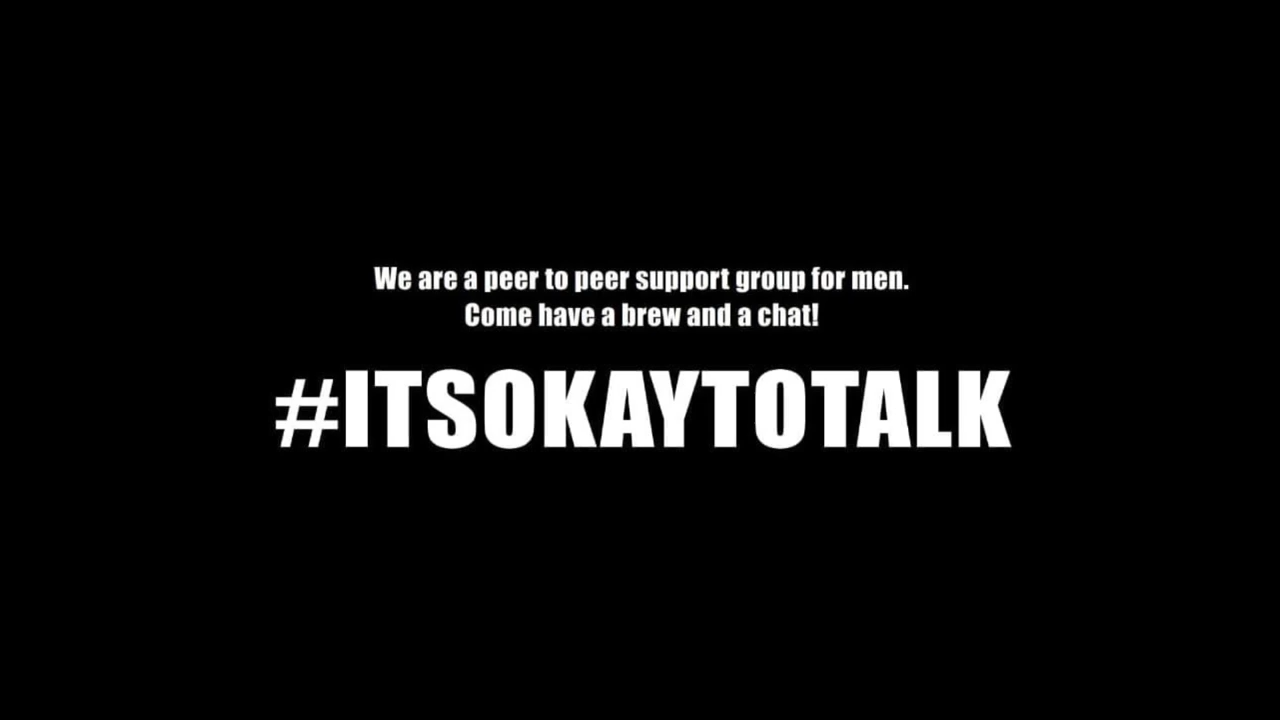 We are a peer to peer support group for men.
Come have a brew and a chat!
#ITSOKAYTOTALK